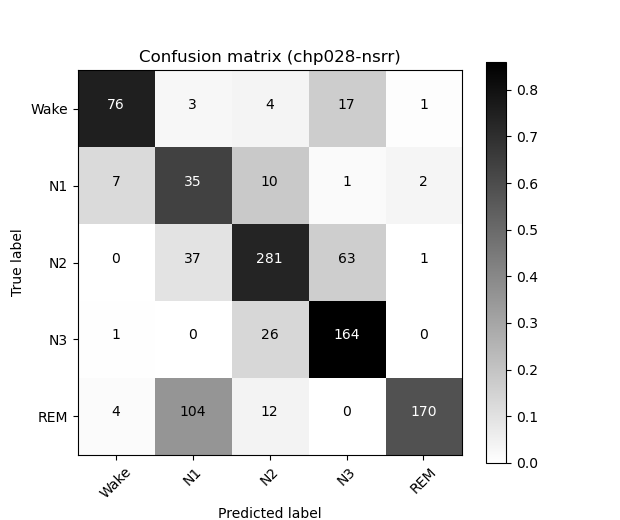 Confusion matrix (chp028-nsrr)
Wake 76 3 4 17 1
N1 7 35 10 1 2
N2 0 37 281 63 1
N3 1 0 26 164 0
REM 4 104 12 0 170
Wake N1 N2 N3 REM
Predicted label
True label
0.8
0.7
0.6
0.5
0.4
0.3
0.2
0.1
0.0